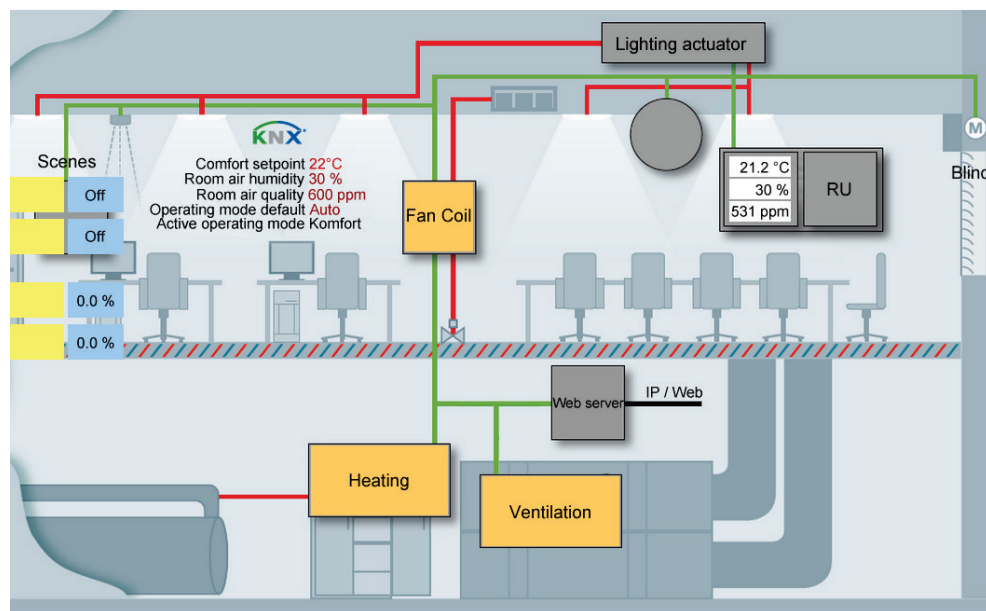 Lighting actuator
M
KNX
Scenes
Comfort setpoint 22°C
Room air humidity 30 %
Room air quality 600 ppm
Operating mode default Auto
Active operating mode Komfort
21.2 °C
30 %
531 ppm
RU
Blind
Off
Fan Coil
Off
0.0 %
0.0 %
Web server
IP / Web
Heating
Ventilation